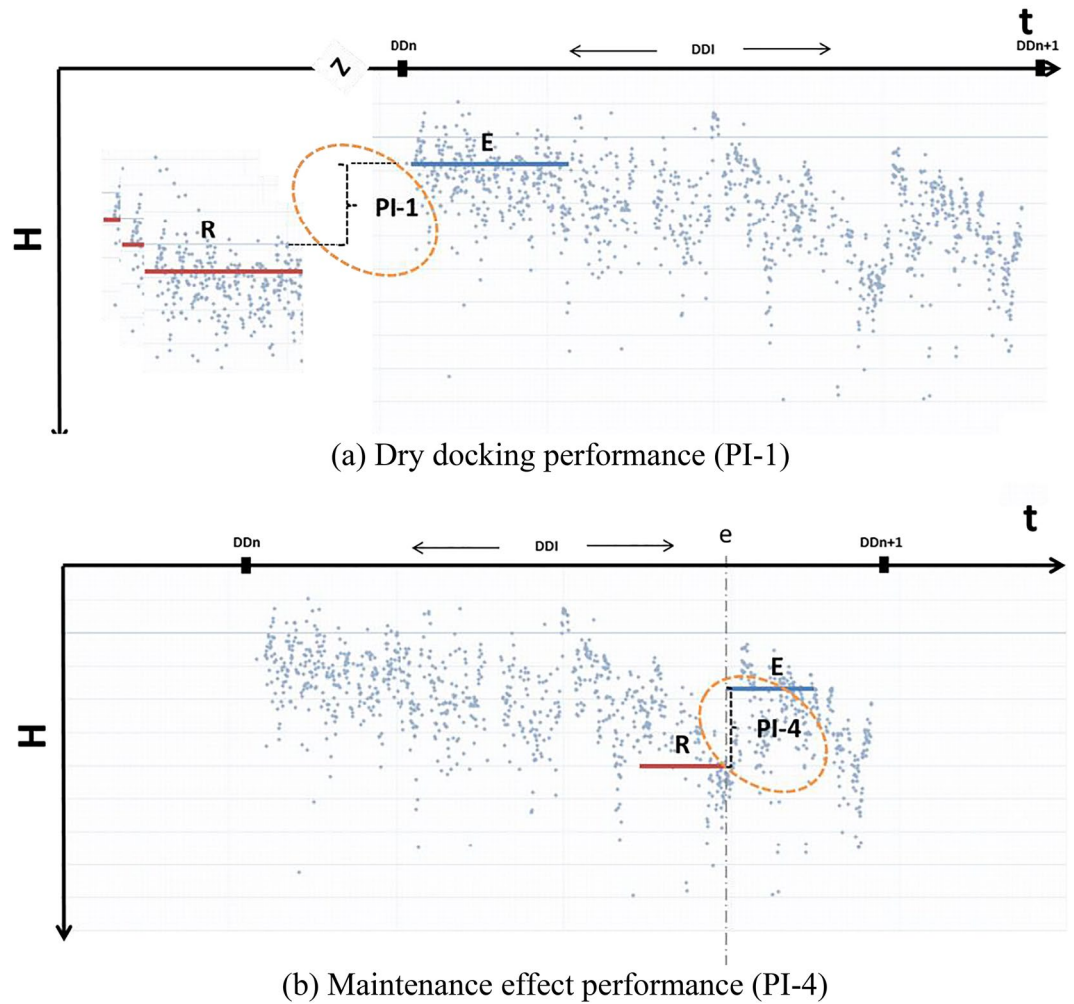 t
DDn
DDI
DDn+1
Z
E
PI-1
R
H
(a) Dry docking performance (PI-1)
t
e
DDn
DDI
DDn+1
E
PI-4
R
H
(b) Maintenance effect performance (PI-4)